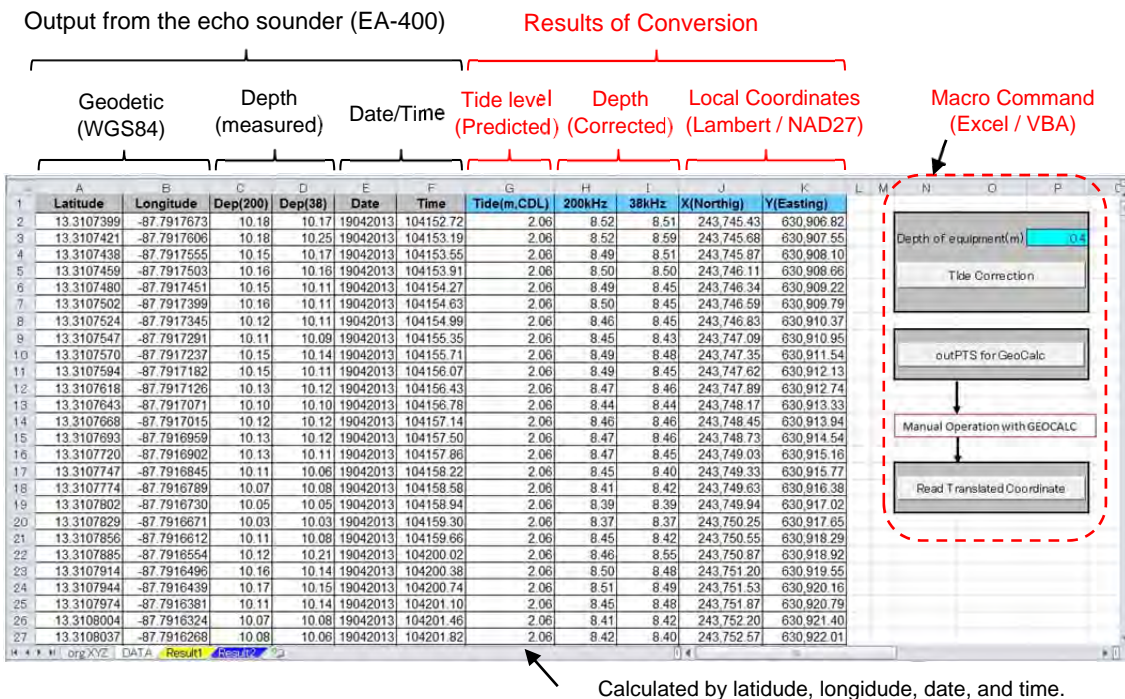 Output from the echo sounder (EA-400)
Results of Conversion
Geodetic
(WGS84)
Depth
(measured)
Date/Time
Tide level
(Predicted)
Depth
(Corrected)
Local Coordinates
(Lambert / NAD27)
Macro Command
(Excel / VBA)
A B C D E F G H I J K L M N O P
1 Latitude Longitude Dep(200) Dep(38) Date Time Tide(m,CDL) 200kHz 38kHz X(Northig) Y(Easting)
2 13.3107399 -87.7917673 10.18 10.17 19042013 104152.72 2.06 8.52 8.51 243,745.43 630,906.82
3 13.3107421 -87.7917606 10.18 10.25 19042013 104153.19 2.06 8.52 8.59 243,745.68 630,907.55
4 13.3107438 -87.7917555 10.15 10.17 19042013 104153.55 2.06 8.49 8.51 243,745.87 630,908.10
5 13.3107459 -87.7917503 10.16 10.16 19042013 104153.91 2.06 8.50 8.50 243,746.11 630,908.66
6 13.3107480 -87.7917451 10.15 10.11 19042013 104154.27 2.06 8.49 8.45 243,746.34 630,909.22
7 13.3107502 -87.7917399 10.16 10.11 19042013 104154.63 2.06 8.50 8.45 243,746.59 630,909.79
8 13.3107524 -87.7917345 10.12 10.11 19042013 104154.99 2.06 8.46 8.45 243,746.83 630,910.37
9 13.3107547 -87.7917291 10.11 10.09 19042013 104155.35 2.06 8.45 8.43 243,747.09 630,910.95
10 13.3107570 -87.7917237 10.15 10.14 19042013 104155.71 2.06 8.49 8.48 243,747.35 630,911.54
11 13.3107594 -87.7917182 10.15 10.11 19042013 104156.07 2.06 8.49 8.45 243,747.62 630,912.13
12 13.3107618 -87.7917126 10.13 10.12 19042013 104156.43 2.06 8.47 8.46 243,747.89 630,912.74
13 13.3107643 -87.7917071 10.10 10.10 19042013 104156.78 2.06 8.44 8.44 243,748.17 630,913.33
14 13.3107668 -87.7917015 10.12 10.12 19042013 104157.14 2.06 8.46 8.46 243,748.45 630,913.94
15 13.3107693 -87.7916959 10.13 10.12 19042013 104157.50 2.06 8.47 8.46 243,748.73 630,914.54
16 13.3107720 -87.7916902 10.13 10.11 19042013 104157.86 2.06 8.47 8.45 243,749.03 630,915.16
17 13.3107747 -87.7916845 10.11 10.06 19042013 104158.22 2.06 8.45 8.40 243,749.33 630,915.77
18 13.3107774 -87.7916789 10.07 10.08 19042013 104158.58 2.06 8.41 8.42 243,749.63 630,916.38
19 13.3107802 -87.7916730 10.05 10.05 19042013 104158.94 2.06 8.39 8.39 243,749.94 630,917.02
20 13.3107829 -87.7916671 10.03 10.03 19042013 104159.30 2.06 8.37 8.37 243,750.25 630,917.65
21 13.3107856 -87.7916612 10.11 10.08 19042013 104159.66 2.06 8.45 8.42 243,750.55 630,918.29
22 13.3107885 -87.7916554 10.12 10.21 19042013 104200.02 2.06 8.46 8.55 243,750.87 630,918.92
23 13.3107914 -87.7916496 10.16 10.14 19042013 104200.38 2.06 8.50 8.48 243,751.20 630,919.55
24 13.3107944 -87.7916439 10.17 10.15 19042013 104200.74 2.06 8.51 8.49 243,751.53 630,920.16
25 13.3107974 -87.7916381 10.11 10.14 19042013 104201.10 2.06 8.45 8.48 243,751.87 630,920.79
26 13.3108004 -87.7916324 10.07 10.08 19042013 104201.46 2.06 8.41 8.42 243,752.20 630,921.40
27 13.3108037 -87.7916268 10.08 10.06 19042013 104201.82 2.06 8.42 8.40 243,752.57 630,922.01
Depth of equipment(m) 0.4
Tide Correction
outPTS for GeoCalc
Manual Operation with GEOCALC
Read Translated Coordinate
orgXYZ DATA Result1 Result2
Calculated by latidude, longidude, date, and time.